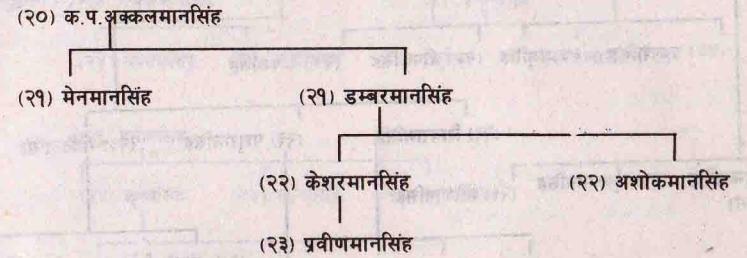 (२०) क.प.अक्कलमानसिंह
(२१) मेनमानसिंह (२१) डम्बरमानसिंह
(२२) केशरमानसिंह (२२) अशोकमानसिंह
(२३) प्रवीणमानसिंह